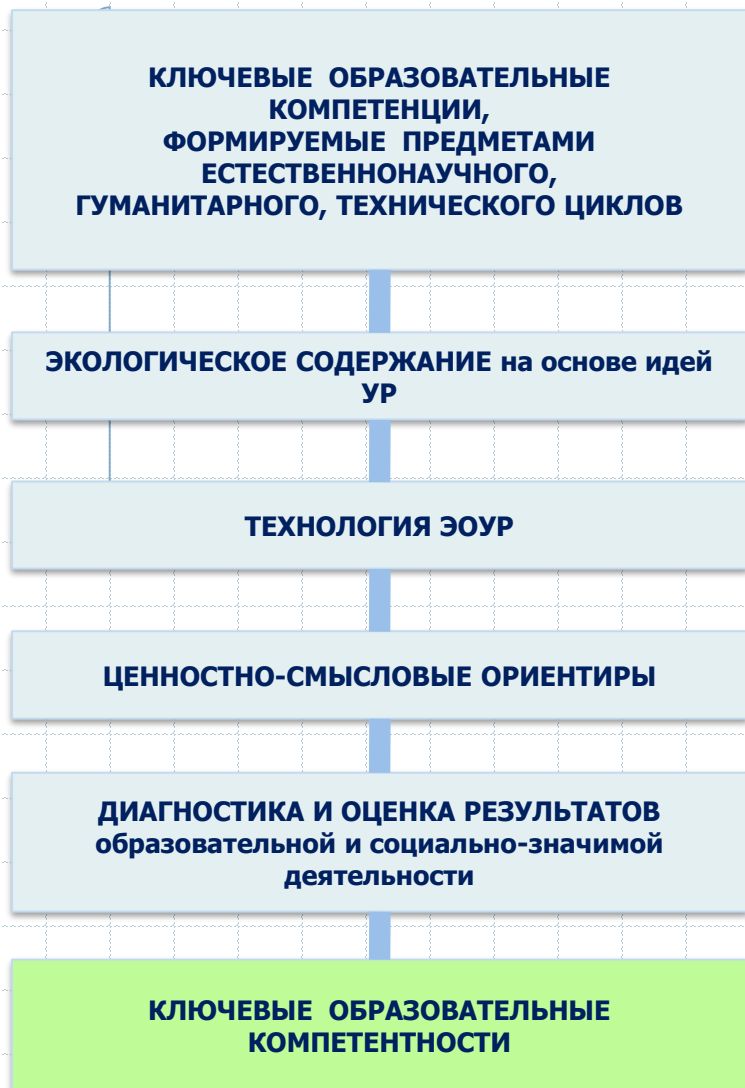 КЛЮЧЕВЫЕ ОБРАЗОВАТЕЛЬНЫЕ
КОМПЕТЕНЦИИ,
ФОРМИРУЕМЫЕ ПРЕДМЕТАМИ
ЕСТЕСТВЕННОНАУЧНОГО,
ГУМАНИТАРНОГО, ТЕХНИЧЕСКОГО ЦИКЛОВ
ЭКОЛОГИЧЕСКОЕ СОДЕРЖАНИЕ на основе идей
УР
ТЕХНОЛОГИЯ ЭОУР
ЦЕННОСТНО-СМЫСЛОВЫЕ ОРИЕНТИРЫ
ДИАГНОСТИКА И ОЦЕНКА РЕЗУЛЬТАТОВ
образовательной и социально-значимой
деятельности
КЛЮЧЕВЫЕ ОБРАЗОВАТЕЛЬНЫЕ
КОМПЕТЕНТНОСТИ